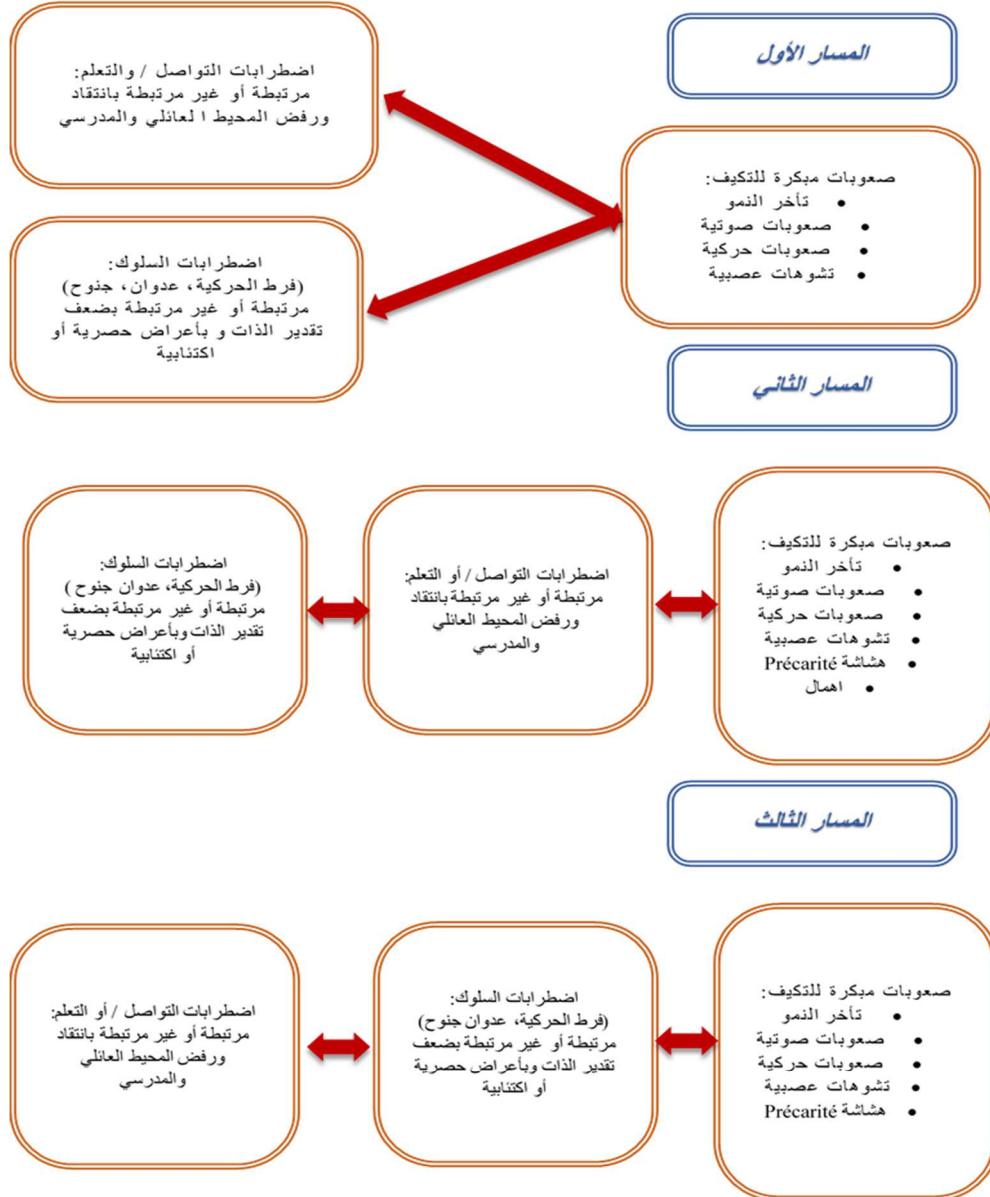 المسار الأول
صعوبات مبكرة للتكيف:
• تأخر النمو
• صعوبات صوتية
• صعوبات حركية
• تشوهات عصبية
اضطرابات التواصل / والتعلم:
مرتبطة أو غير مرتبطة بانتقاد
ورفض المحيط ا لعائلي والمدرسي
اضطرابات السلوك:
(فرط الحركية، عدوان، جنوح)
مرتبطة أو غير مرتبطة بضعف
تقدير الذات و بأعراض حصرية أو
اكتئابية
المسار الثاني
صعوبات مبكرة للتكيف:
• تأخر النمو
• صعوبات صوتية
• صعوبات حركية
• تشوهات عصبية
• هشاشة Précarité
• اهمال
اضطرابات التواصل / أو التعلم:
مرتبطة أو غير مرتبطة بانتقاد
ورفض المحيط العائلي
والمدرسي
اضطرابات السلوك:
(فرط الحركية، عدوان جنوح )
مرتبطة أو غير مرتبطة بضعف
تقدير الذات وبأعراض حصرية
أو اكتئابية
المسار الثالث
صعوبات مبكرة للتكيف:
• تأخر النمو
• صعوبات صوتية
• صعوبات حركية
• تشوهات عصبية
• هشاشة Précarité
اضطرابات السلوك:
(فرط الحركية، عدوان جنوح)
مرتبطة أو غير مرتبطة بضعف
تقدير الذات وبأعراض حصرية
أو اكتئابية
اضطرابات التواصل / أو التعلم:
مرتبطة أو غير مرتبطة بانتقاد
ورفض المحيط العائلي
والمدرسي